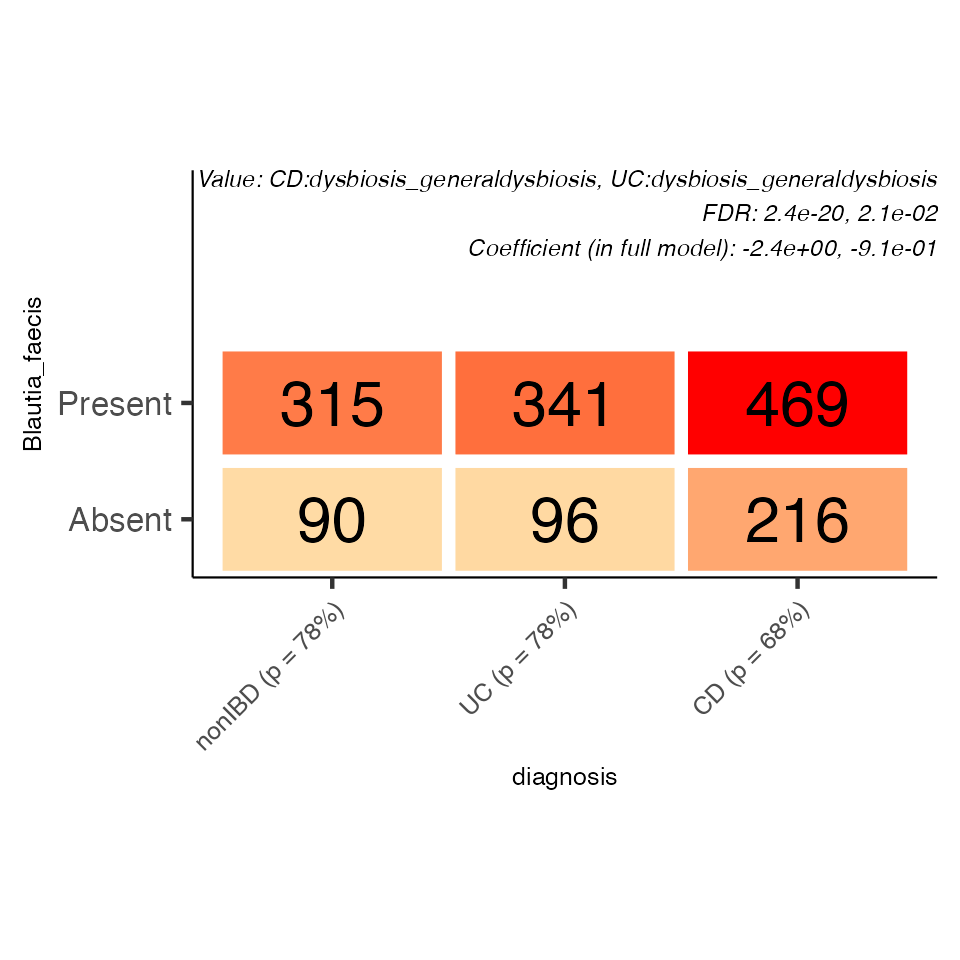 Value: CD:dysbiosis_generaldysbiosis, UC:dysbiosis_generaldysbiosis
FDR: 2.4e-20, 2.1e-02
Coefficient (in full model): -2.4e+00, -9.1e-01
Blautia_faecis
Present 315 341 469
Absent 90 96 216
nonIBD (p = 78%) UC (p = 78%) CD (p = 68%)
diagnosis